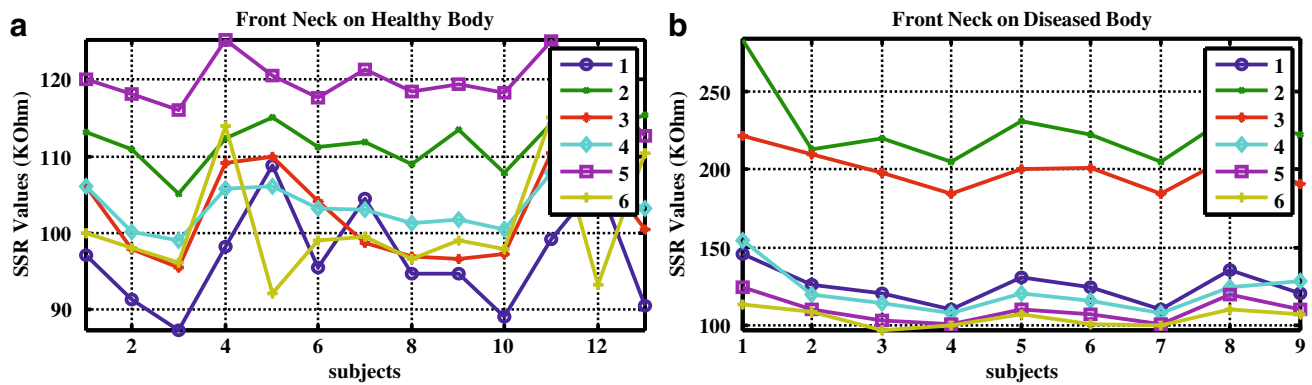 a
Front Neck on Healthy Body
SSR Values (KOhm)
120
110
100
90
2 4 6 8 10 12
subjects
1
2
3
4
5
6
b
Front Neck on Diseased Body
SSR Values (KOhm)
250
200
150
100
1 2 3 4 5 6 7 8 9
subjects
1
2
3
4
5
6